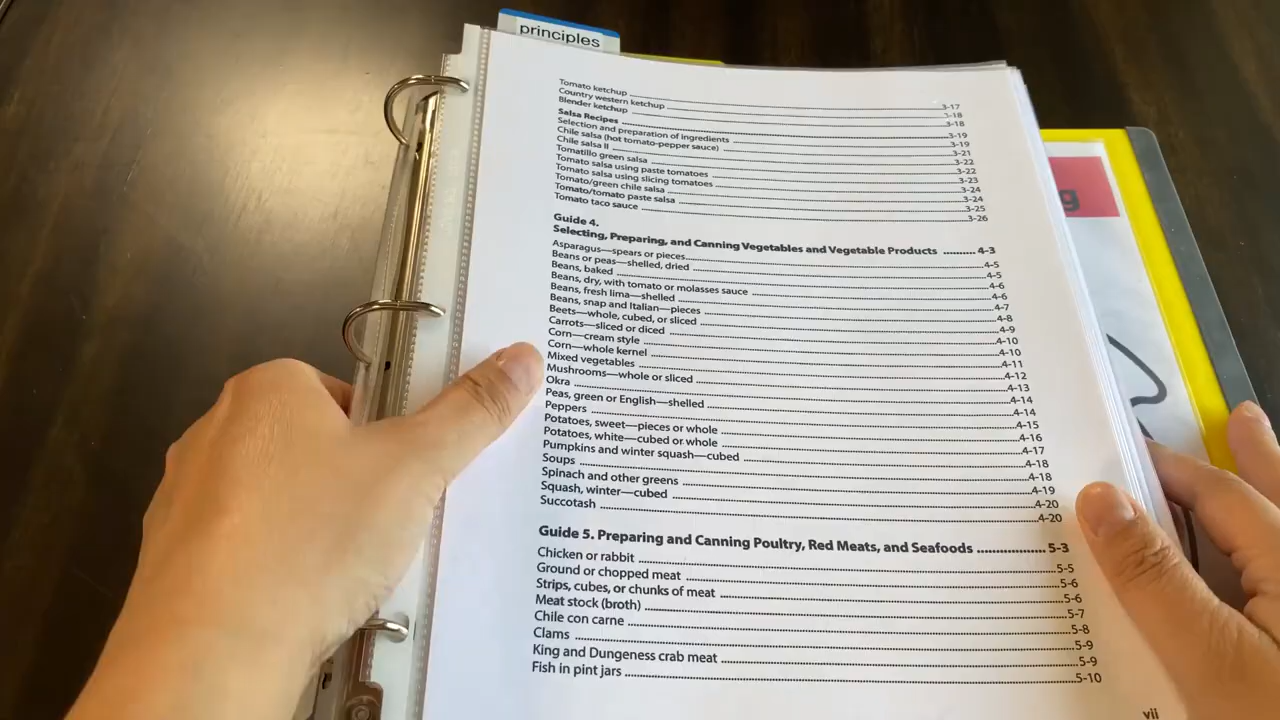 principles
Tomato ketchup 3-17
Country western ketchup 3-18
Blender ketchup 3-18
Salsa Recipes 3-19
Selection and preparation of ingredients 3-19
Chile salsa (hot tomato-pepper sauce) 3-21
Chile salsa II 3-22
Tomatillo green salsa 3-22
Tomato salsa using paste tomatoes 3-23
Tomato salsa using slicing tomatoes 3-24
Tomato/green chile salsa 3-24
Tomato/tomato paste salsa 3-25
Tomato taco sauce 3-26
Guide 4.
Selecting, Preparing, and Canning Vegetables and Vegetable Products 4-3
Asparagus—spears or pieces 4-5
Beans or peas—shelled, dried 4-5
Beans, baked 4-6
Beans, dry, with tomato or molasses sauce 4-6
Beans, fresh lima—shelled 4-7
Beans, snap and Italian—pieces 4-8
Beets—whole, cubed, or sliced 4-9
Carrots—sliced or diced 4-10
Corn—cream style 4-10
Corn—whole kernel 4-11
Mixed vegetables 4-12
Mushrooms—whole or sliced 4-13
Okra 4-14
Peas, green or English—shelled 4-14
Peppers 4-15
Potatoes, sweet—pieces or whole 4-16
Potatoes, white—cubed or whole 4-17
Pumpkins and winter squash—cubed 4-18
Soups 4-18
Spinach and other greens 4-19
Squash, winter—cubed 4-20
Succotash 4-20
Guide 5. Preparing and Canning Poultry, Red Meats, and Seafoods 5-3
Chicken or rabbit 5-5
Ground or chopped meat 5-6
Strips, cubes, or chunks of meat 5-6
Meat stock (broth) 5-7
Chile con carne 5-8
Clams 5-9
King and Dungeness crab meat 5-9
Fish in pint jars 5-10
vii
g